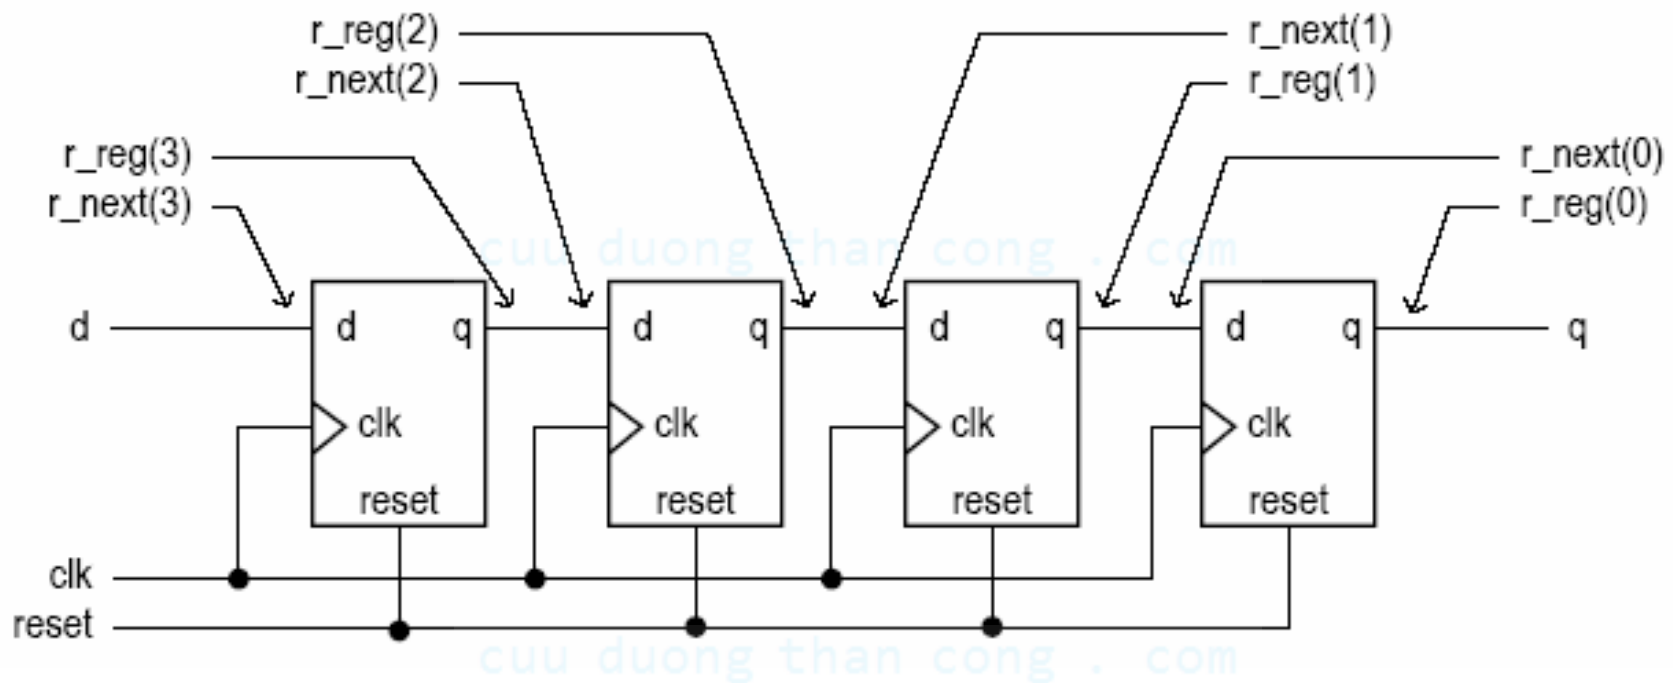 r_reg(2) r_next(1)
r_next(2) r_reg(1)
r_reg(3) r_next(0)
r_next(3) r_reg(0)
cuu duong than cong . com
d d q d q d q d q q
clk clk clk clk
reset reset reset reset
clk
reset
cuu duong than cong . com